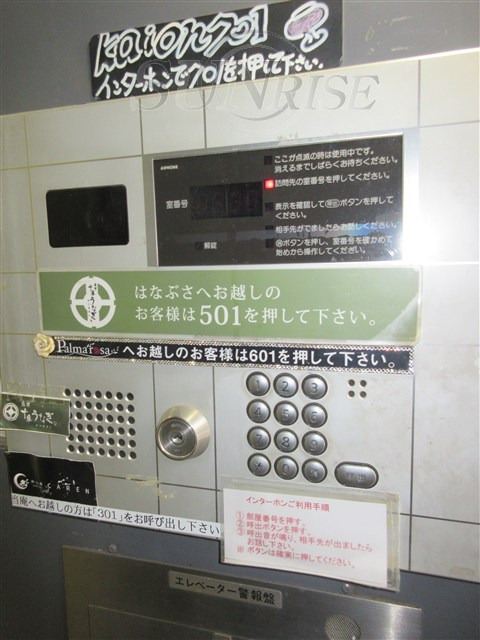 kaion701
インターホンで701を押して下さい。
SUNRISE
AIPHONE
室番号
解錠
ここが点滅の時は使用中です。
消えるまでしばらくお待ちください。
訪問先の室番号を押してください。
表示を確認して呼出ボタンを押して
ください。
相手先がでましたらお話しください。
ボタンを押し、室番号を確かめて
始めから操作してください。
はなぶさへお越しの
お客様は501を押して下さい。
Palmarosaへお越しのお客様は601を押して下さい。
1 2 3
4 5 6
7 8 9
* 0 #
呼出
うなぎ。
当庵へお越しの方は「301」をお呼び出し下さい
インターホンご利用手順
①部屋番号を押す。
②呼出ボタンを押す。
③呼出音が鳴り、相手先が出ましたら
お話し下さい。
※ボタンは確実に押してください。
エレベーター警報盤